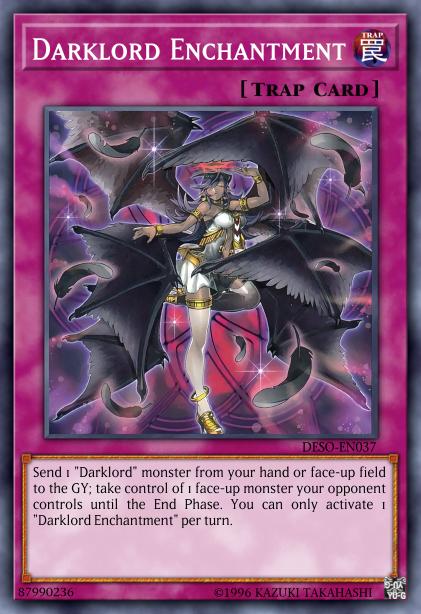 DARKLORD ENCHANTMENT
TRAP
罠
[TRAP CARD]
DESO-EN037
Send 1 "Darklord" monster from your hand or face-up field
to the GY; take control of 1 face-up monster your opponent
controls until the End Phase. You can only activate 1
"Darklord Enchantment" per turn.
87990236
©1996 KAZUKI TAKAHASHI